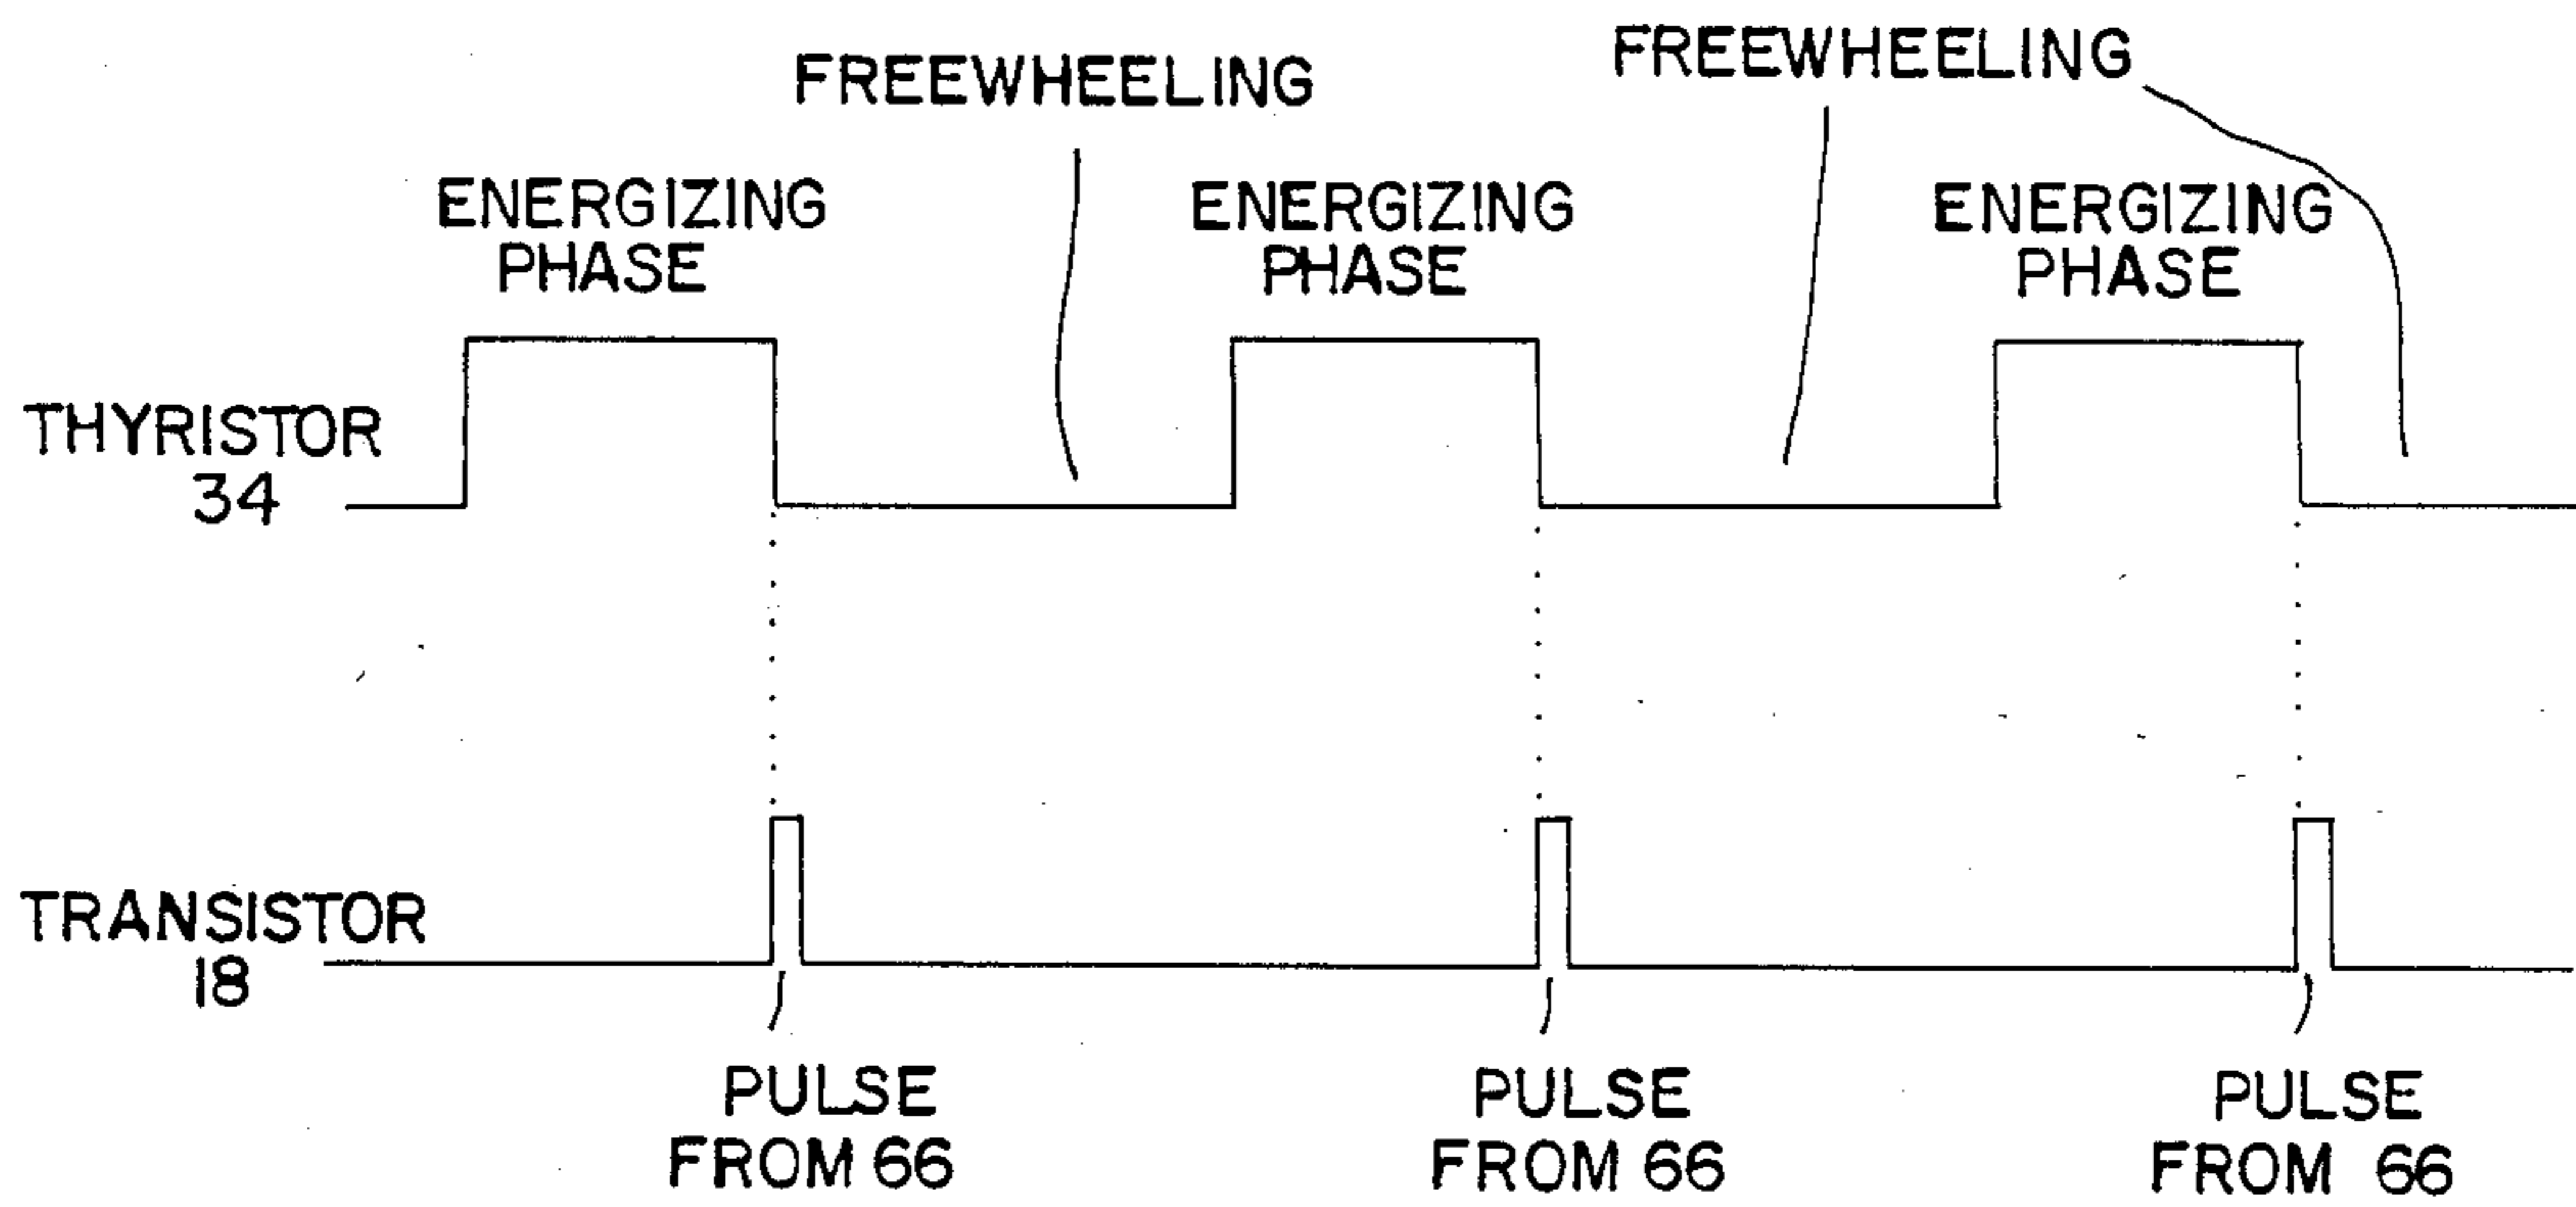 FREEWHEELING
FREEWHEELING
ENERGIZING
PHASE
ENERGIZING
PHASE
ENERGIZING
PHASE
THYRISTOR
34
TRANSISTOR
18
PULSE
FROM 66
PULSE
FROM 66
PULSE
FROM 66